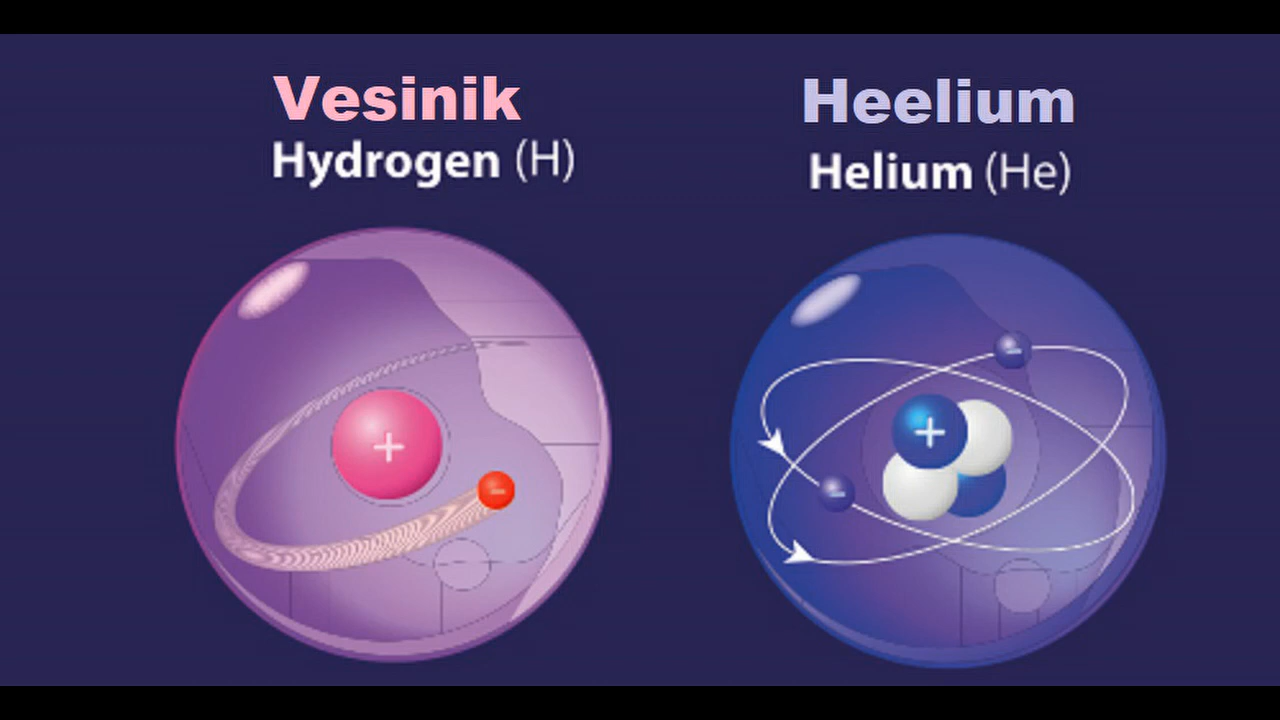 Vesinik
Hydrogen (H)
Heelium
Helium (He)
+
-
-
+
-